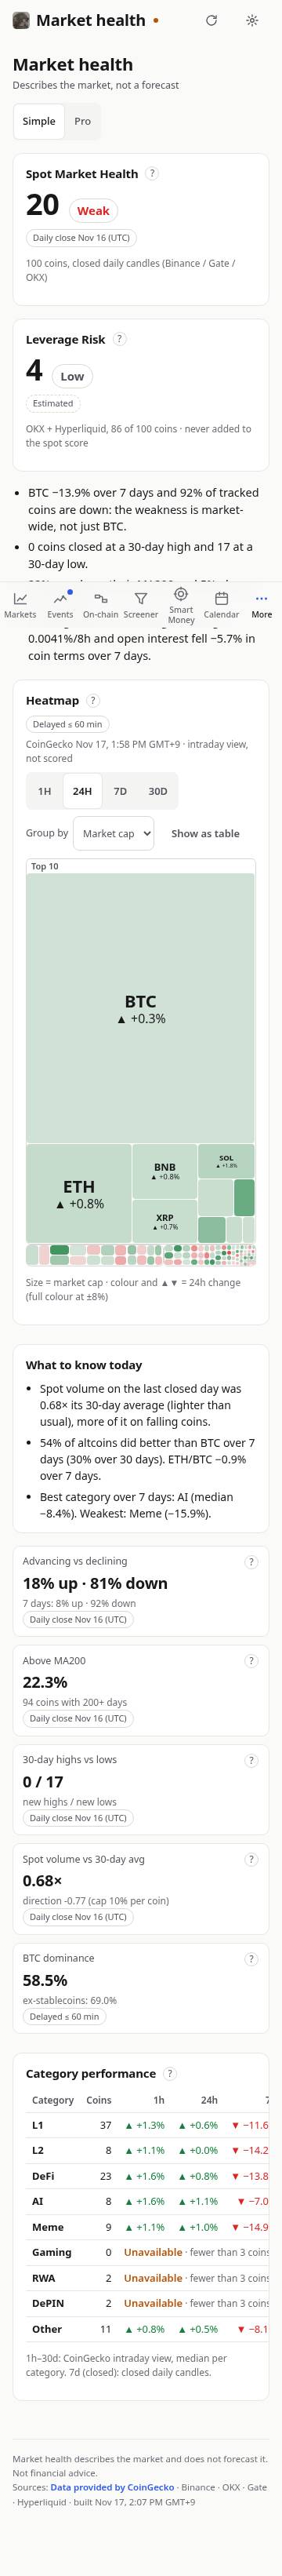 Market health
Market health
Describes the market, not a forecast
Simple Pro
Spot Market Health ?
20 Weak
Daily close Nov 16 (UTC)
100 coins, closed daily candles (Binance / Gate /
OKX)
Leverage Risk ?
4 Low
Estimated
OKX + Hyperliquid, 86 of 100 coins · never added to
the spot score
• BTC −13.9% over 7 days and 92% of tracked
coins are down: the weakness is market-
wide, not just BTC.
• 0 coins closed at a 30-day high and 17 at a
30-day low.
Markets Events On-chain Screener Smart Money Calendar More
0.0041%/8h and open interest fell −5.7% in
coin terms over 7 days.
Heatmap ?
Delayed ≤ 60 min
CoinGecko Nov 17, 1:58 PM GMT+9 · intraday view,
not scored
1H 24H 7D 30D
Group by Market cap Show as table
Top 10
BTC
▲ +0.3%
ETH
▲ +0.8%
BNB
▲ +0.8%
XRP
▲ +0.7%
SOL
▲ +1.8%
Size = market cap · colour and ▲▼ = 24h change
(full colour at ±8%)
What to know today
• Spot volume on the last closed day was
0.68× its 30-day average (lighter than
usual), more of it on falling coins.
• 54% of altcoins did better than BTC over 7
days (30% over 30 days). ETH/BTC −0.9%
over 7 days.
• Best category over 7 days: AI (median
−8.4%). Weakest: Meme (−15.9%).
Advancing vs declining ?
18% up · 81% down
7 days: 8% up · 92% down
Daily close Nov 16 (UTC)
Above MA200 ?
22.3%
94 coins with 200+ days
Daily close Nov 16 (UTC)
30-day highs vs lows ?
0 / 17
new highs / new lows
Daily close Nov 16 (UTC)
Spot volume vs 30-day avg ?
0.68×
direction -0.77 (cap 10% per coin)
Daily close Nov 16 (UTC)
BTC dominance ?
58.5%
ex-stablecoins: 69.0%
Delayed ≤ 60 min
Category performance ?
Category Coins 1h 24h 7
L1 37 ▲ +1.3% ▲ +0.6% ▼ −11.6
L2 8 ▲ +1.1% ▲ +0.0% ▼ −14.2
DeFi 23 ▲ +1.6% ▲ +0.8% ▼ −13.8
AI 8 ▲ +1.6% ▲ +1.1% ▼ −7.0
Meme 9 ▲ +1.1% ▲ +1.0% ▼ −14.9
Gaming 0 Unavailable · fewer than 3 coins
RWA 2 Unavailable · fewer than 3 coins
DePIN 2 Unavailable · fewer than 3 coins
Other 11 ▲ +0.8% ▲ +0.5% ▼ −8.1
1h–30d: CoinGecko intraday view, median per
category. 7d (closed): closed daily candles.
Market health describes the market and does not forecast it.
Not financial advice.
Sources: Data provided by CoinGecko · Binance · OKX · Gate
· Hyperliquid · built Nov 17, 2:07 PM GMT+9